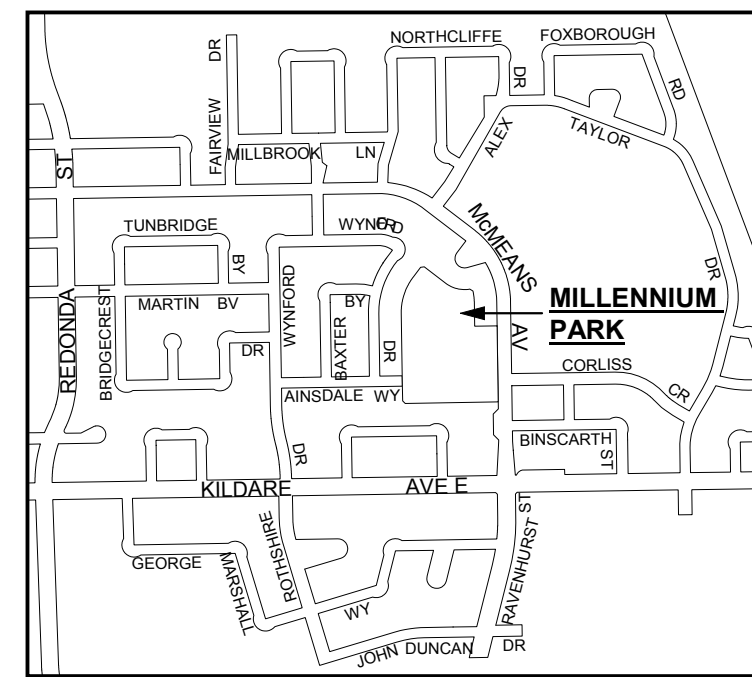 NORTHCLIFFE
FOXBOROUGH
DR
DR
RD
FAIRVIEW
ALEX
TAYLOR
MILLBROOK LN
ST
TUNBRIDGE
WYNFORD
McMEANS
BY
DR
REDONDA
BRIDGECREST
MARTIN BV
WYNFORD
BY
BAXTER
MILLENNIUM
PARK
AV
DR
DR
CORLISS
AINSDALE WY
CR
BINSCARTH
ST
DR
KILDARE
AVE E
ST
ROTHSHIRE
RAVENHURST
GEORGE
MARSHALL
WY
JOHN DUNCAN
DR